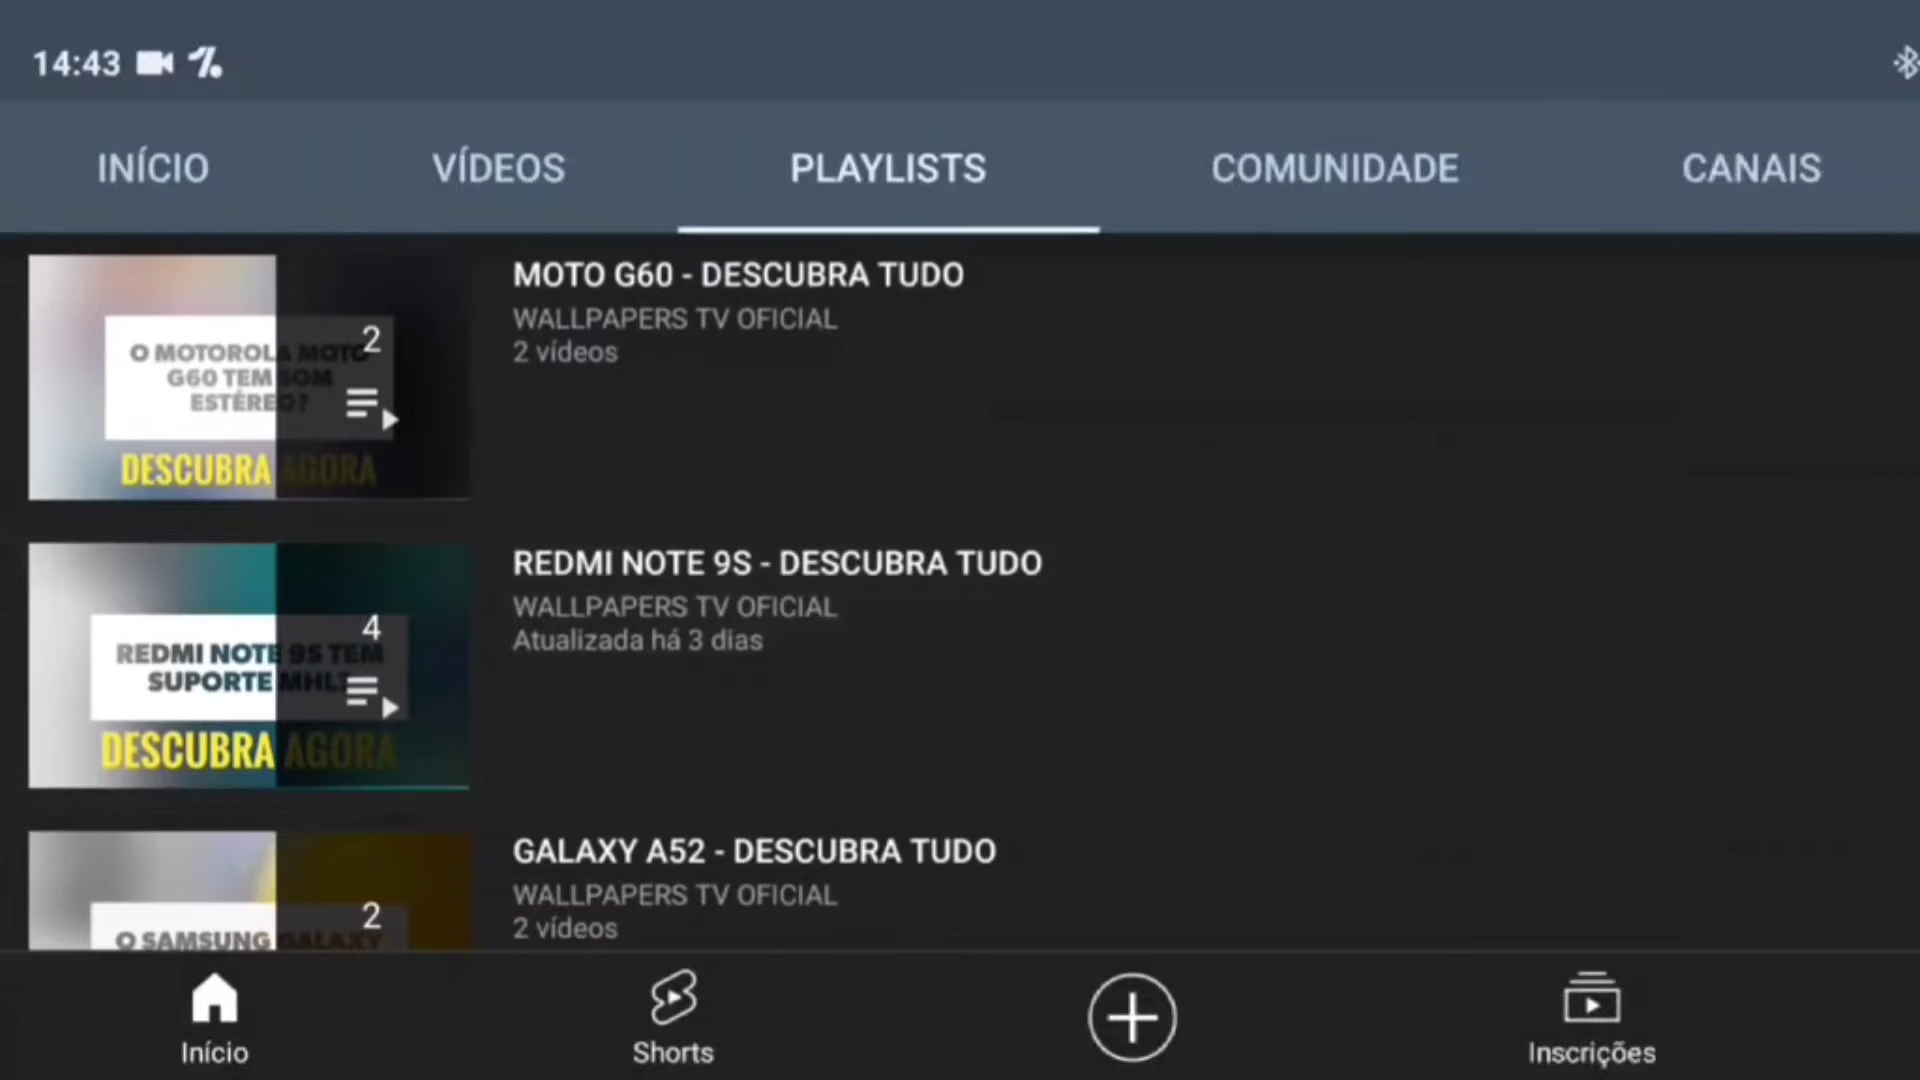 14:43
INÍCIO
VÍDEOS
PLAYLISTS
COMUNIDADE
CANAIS
O MOTOROLA MOTO
G60 TEM SOM
ESTÉREO?
DESCUBRA AGORA
2
MOTO G60 - DESCUBRA TUDO
WALLPAPERS TV OFICIAL
2 vídeos
REDMI NOTE 9S TEM
SUPORTE MHL?
DESCUBRA AGORA
4
REDMI NOTE 9S - DESCUBRA TUDO
WALLPAPERS TV OFICIAL
Atualizada há 3 dias
O SAMSUNG GALAXY
2
GALAXY A52 - DESCUBRA TUDO
WALLPAPERS TV OFICIAL
2 vídeos
Início
Shorts
Inscrições